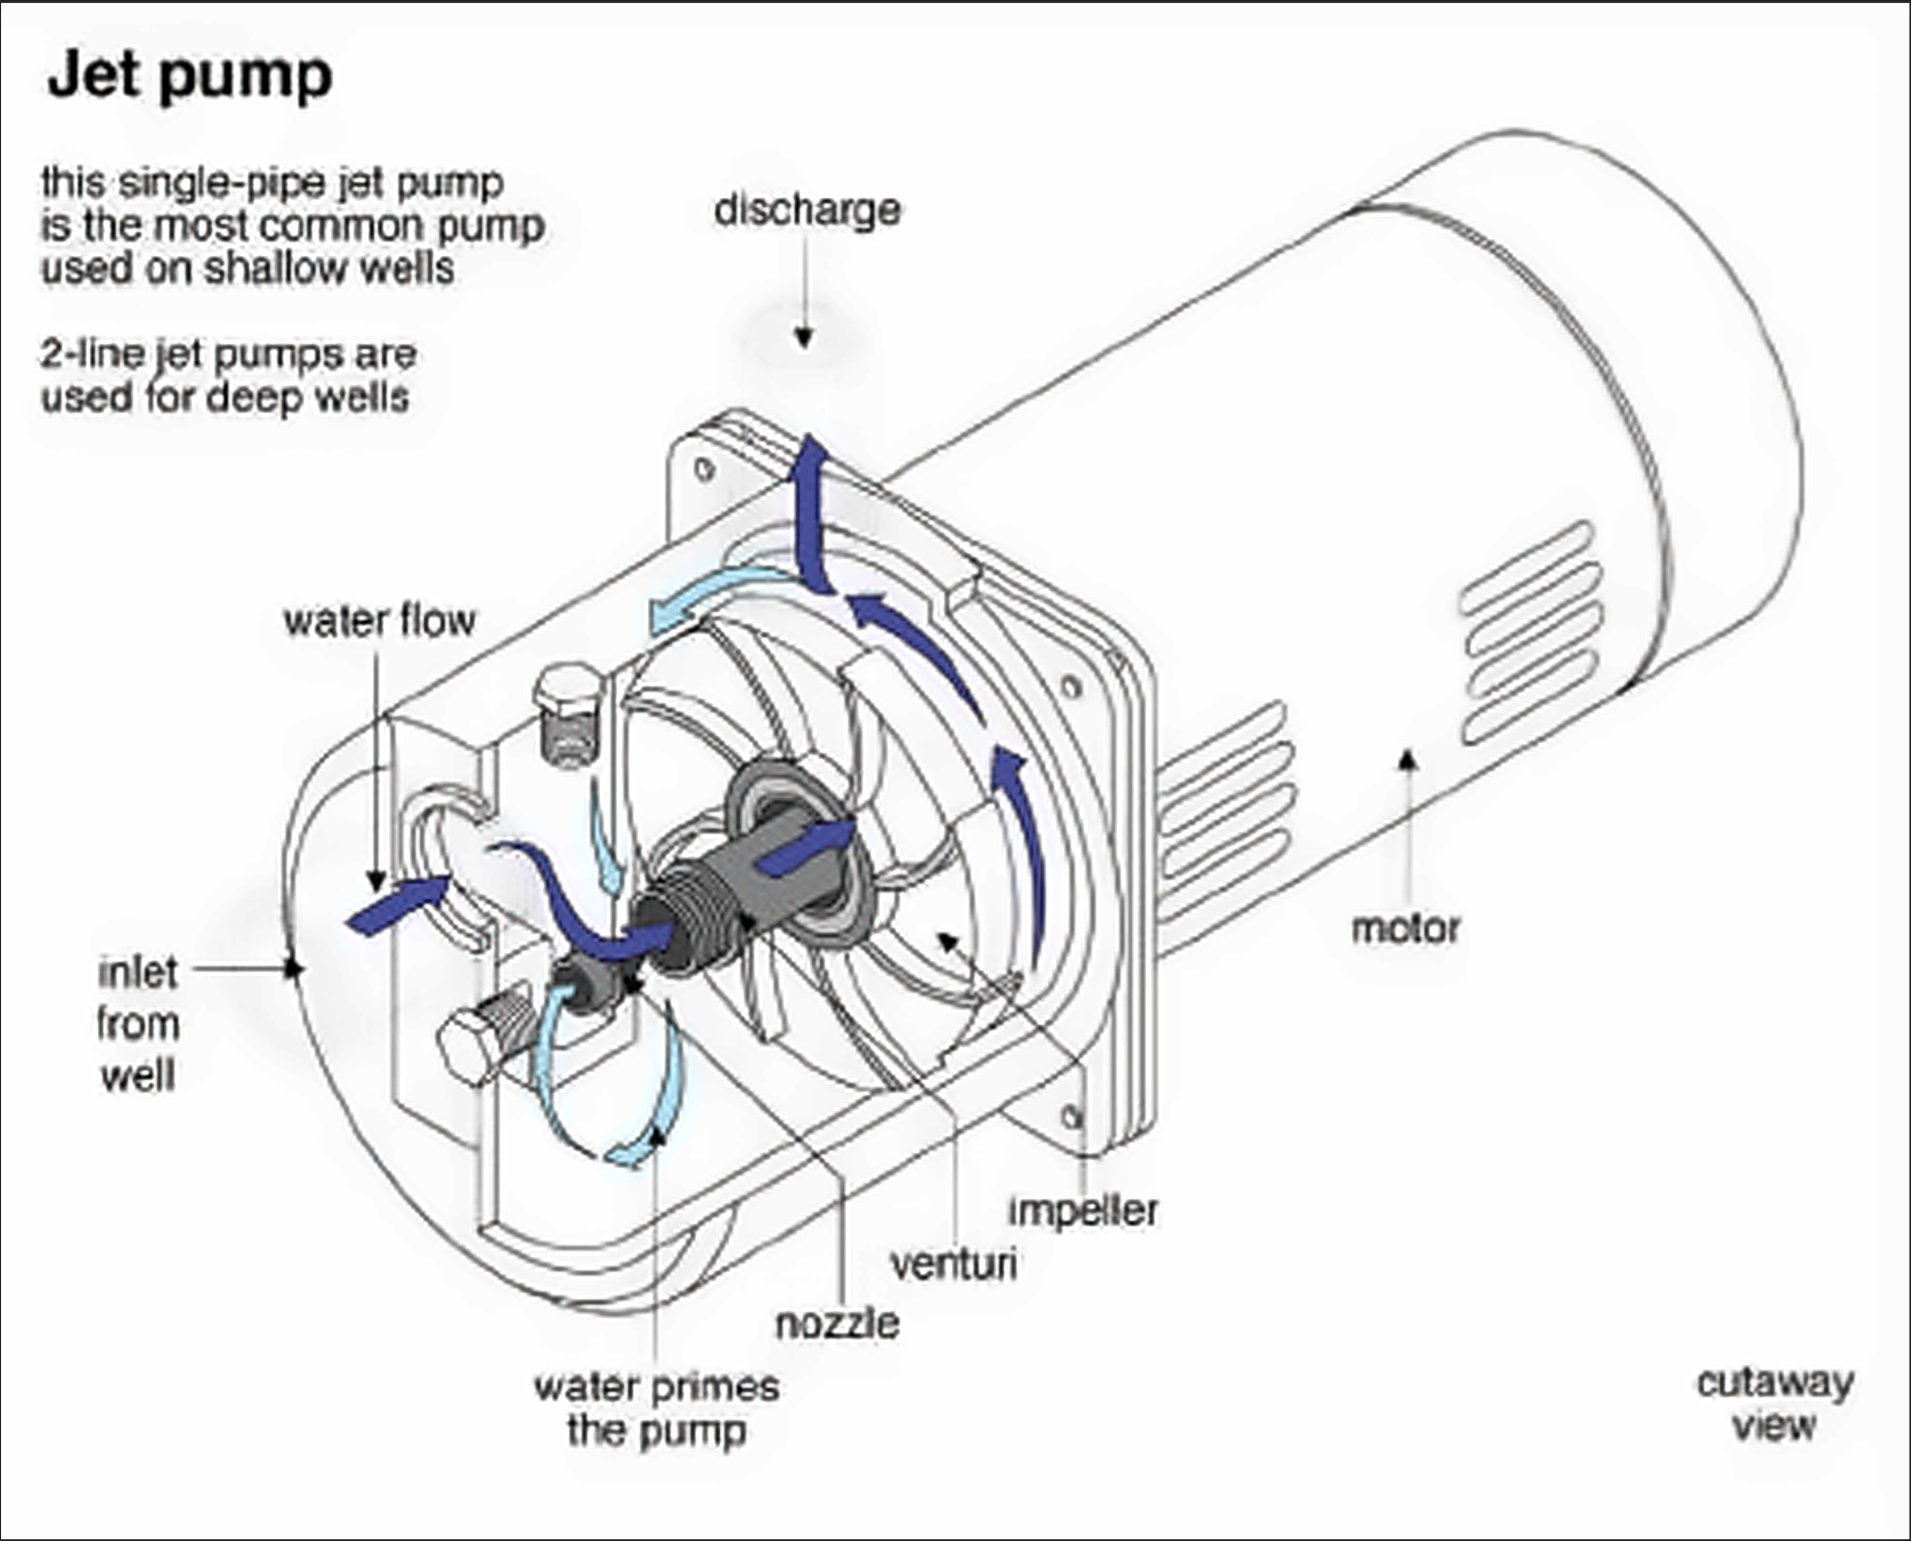 Jet pump
this single-pipe jet pump
is the most common pump
used on shallow wells
2-line jet pumps are
used for deep wells
discharge
water flow
inlet
from
well
motor
impeller
venturi
nozzle
water primes
the pump
cutaway
view